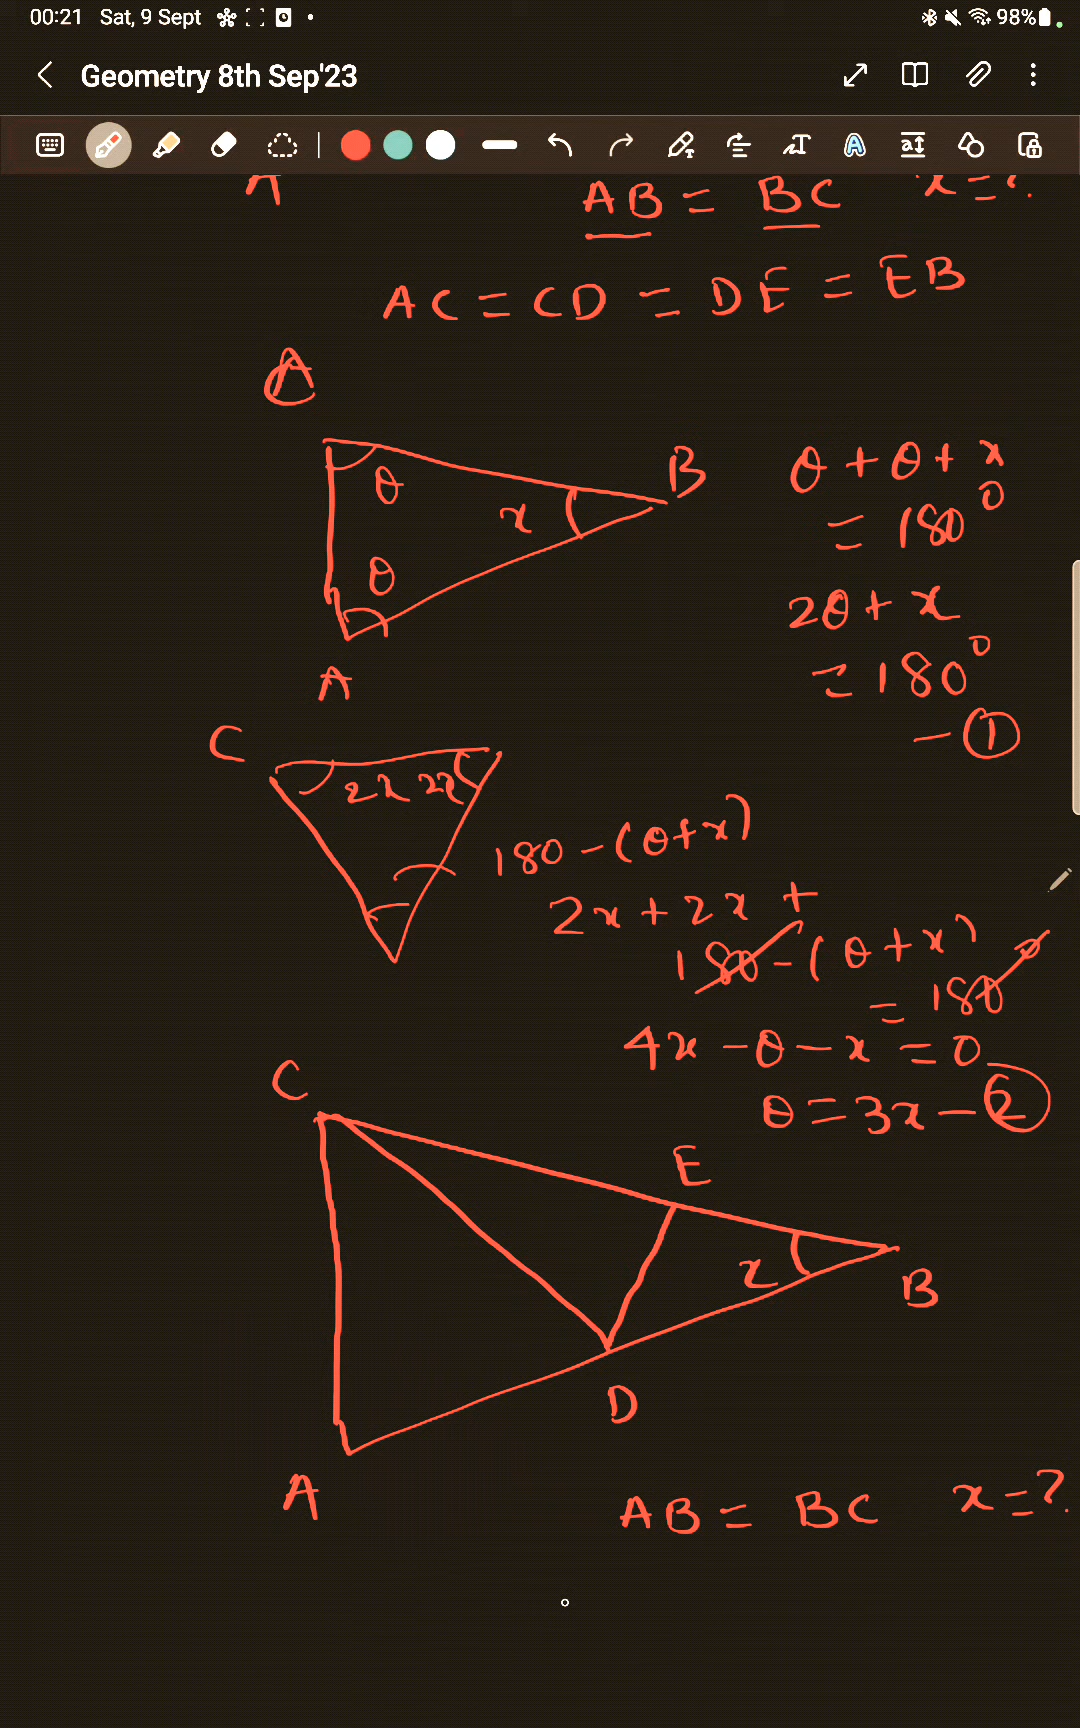 00:21 Sat, 9 Sept 98%
Geometry 8th Sep'23
A AB = BC x = ?
AC = CD = DE = EB
A
B
θ
x
θ
A
θ + θ + x
= 180°
2θ + x
= 180°
- ①
C
2x 2x
180 - (θ + x)
2x + 2x +
180 - (θ + x)
= 180°
4x - θ - x = 0
θ = 3x - ②
C
E
x
B
D
A
AB = BC x = ?